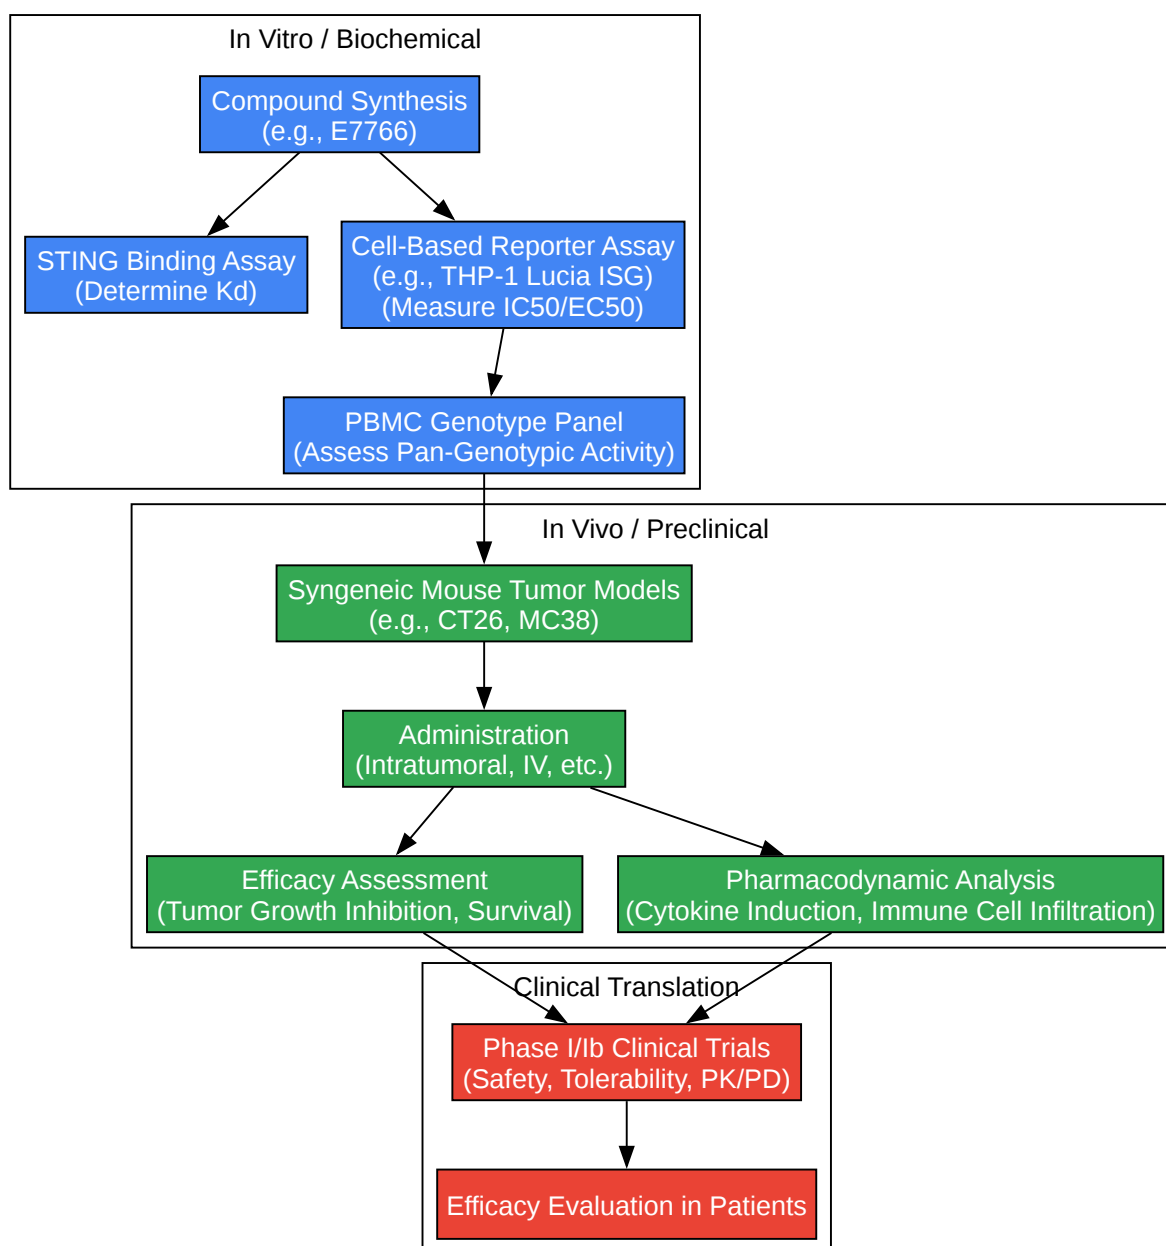 In Vitro / Biochemical
Compound Synthesis
(e.g., E7766)
STING Binding Assay
(Determine Kd)
Cell-Based Reporter Assay
(e.g., THP-1 Lucia ISG)
(Measure IC50/EC50)
PBMC Genotype Panel
(Assess Pan-Genotypic Activity)
In Vivo / Preclinical
Syngeneic Mouse Tumor Models
(e.g., CT26, MC38)
Administration
(Intratumoral, IV, etc.)
Efficacy Assessment
(Tumor Growth Inhibition, Survival)
Pharmacodynamic Analysis
(Cytokine Induction, Immune Cell Infiltration)
Clinical Translation
Phase I/Ib Clinical Trials
(Safety, Tolerability, PK/PD)
Efficacy Evaluation in Patients